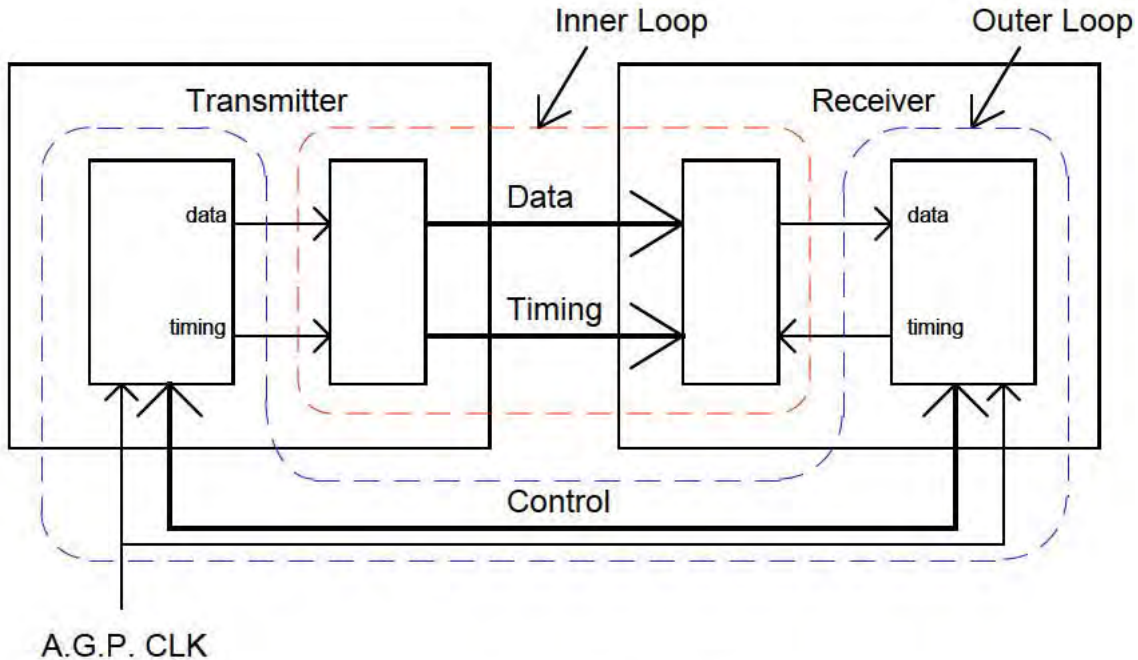 Inner Loop
Outer Loop
Transmitter
Receiver
data
Data
data
timing
Timing
timing
Control
A.G.P. CLK